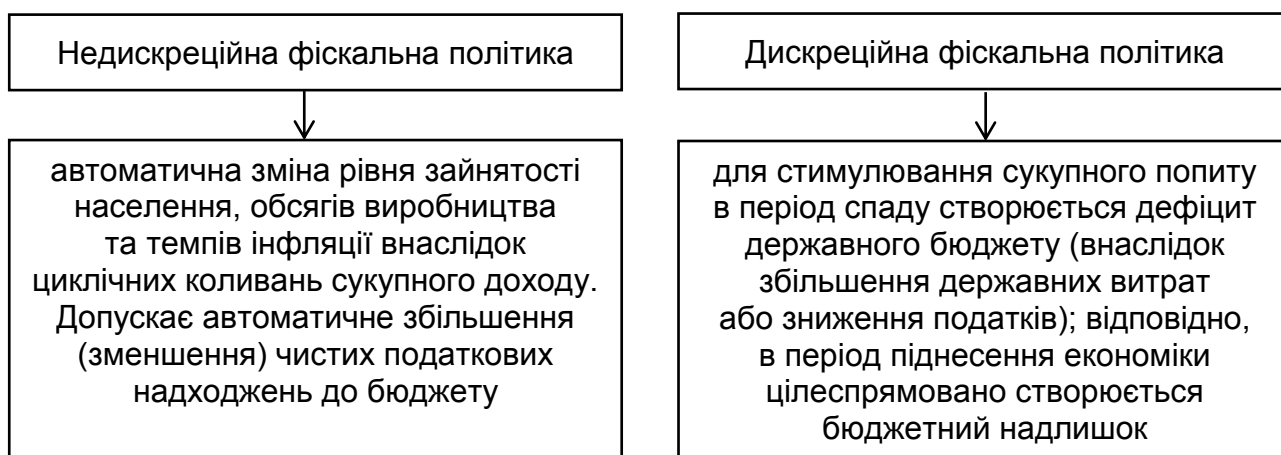 Недискреційна фіскальна політика
автоматична зміна рівня зайнятості
населення, обсягів виробництва
та темпів інфляції внаслідок
циклічних коливань сукупного доходу.
Допускає автоматичне збільшення
(зменшення) чистих податкових
надходжень до бюджету
Дискреційна фіскальна політика
для стимулювання сукупного попиту
в період спаду створюється дефіцит
державного бюджету (внаслідок
збільшення державних витрат
або зниження податків); відповідно,
в період піднесення економіки
цілеспрямовано створюється
бюджетний надлишок